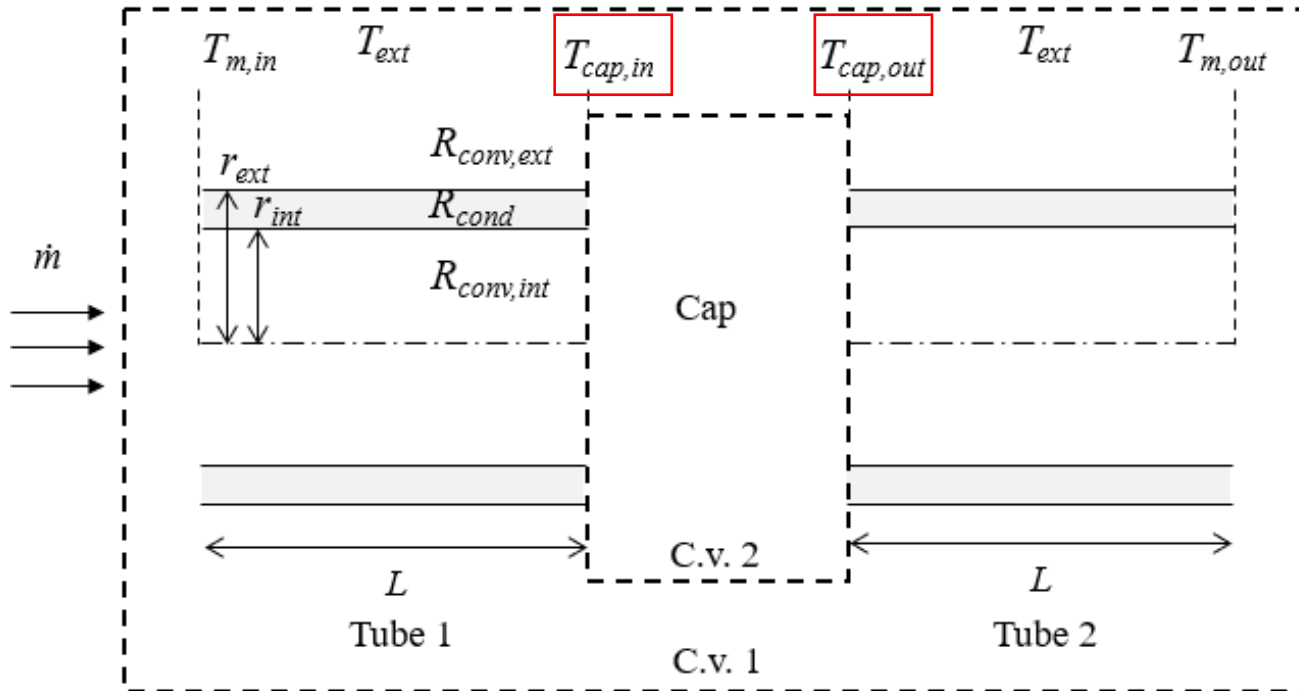 T_{m,in} T_{ext} T_{cap,in} T_{cap,out} T_{ext} T_{m,out}
R_{conv,ext}
r_{ext}
r_{int} R_{cond}
ṁ
R_{conv,int}
Cap
C.v. 2
L L
Tube 1 Tube 2
C.v. 1